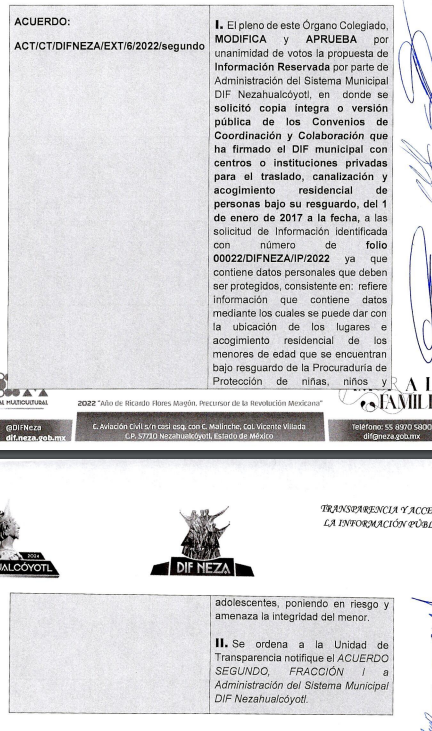 ACUERDO:
ACT/CT/DIFNEZA/EXT/6/2022/segundo
I. El pleno de este Órgano Colegiado,
MODIFICA y APRUEBA por
unanimidad de votos la propuesta de
Información Reservada por parte de
Administración del Sistema Municipal
DIF Nezahualcóyotl, en donde se
solicitó copia íntegra o versión
pública de los Convenios de
Coordinación y Colaboración que
ha firmado el DIF municipal con
centros o instituciones privadas
para el traslado, canalización y
acogimiento residencial de
personas bajo su resguardo, del 1
de enero de 2017 a la fecha, a las
solicitud de Información identificada
con número de folio
00022/DIFNEZA/IP/2022 ya que
contiene datos personales que deben
ser protegidos, consistente en: refiere
información que contiene datos
mediante los cuales se puede dar con
la ubicación de los lugares e
acogimiento residencial de los
menores de edad que se encuentran
bajo resguardo de la Procuraduría de
Protección de niñas, niños y
AL MULTICULTURAL
2022 "Año de Ricardo Flores Magón. Precursor de la Revolución Mexicana"
FAMIL
@DIFNeza
dif.neza.gob.mx
C. Aviación Civil s/n casi esq. con C. Malinche, Col. Vicente Villada
C.P. 57710 Nezahualcóyotl, Estado de México
Teléfono: 55 8970 5800
dif@neza.gob.mx
TRANSPARENCIA Y ACCE
LA INFORMACIÓN PÚBL
2024
UALCÓYOTL
DIF NEZA
adolescentes, poniendo en riesgo y
amenaza la integridad del menor.
II. Se ordena a la Unidad de
Transparencia notifique el ACUERDO
SEGUNDO, FRACCIÓN I a
Administración del Sistema Municipal
DIF Nezahualcóyotl.